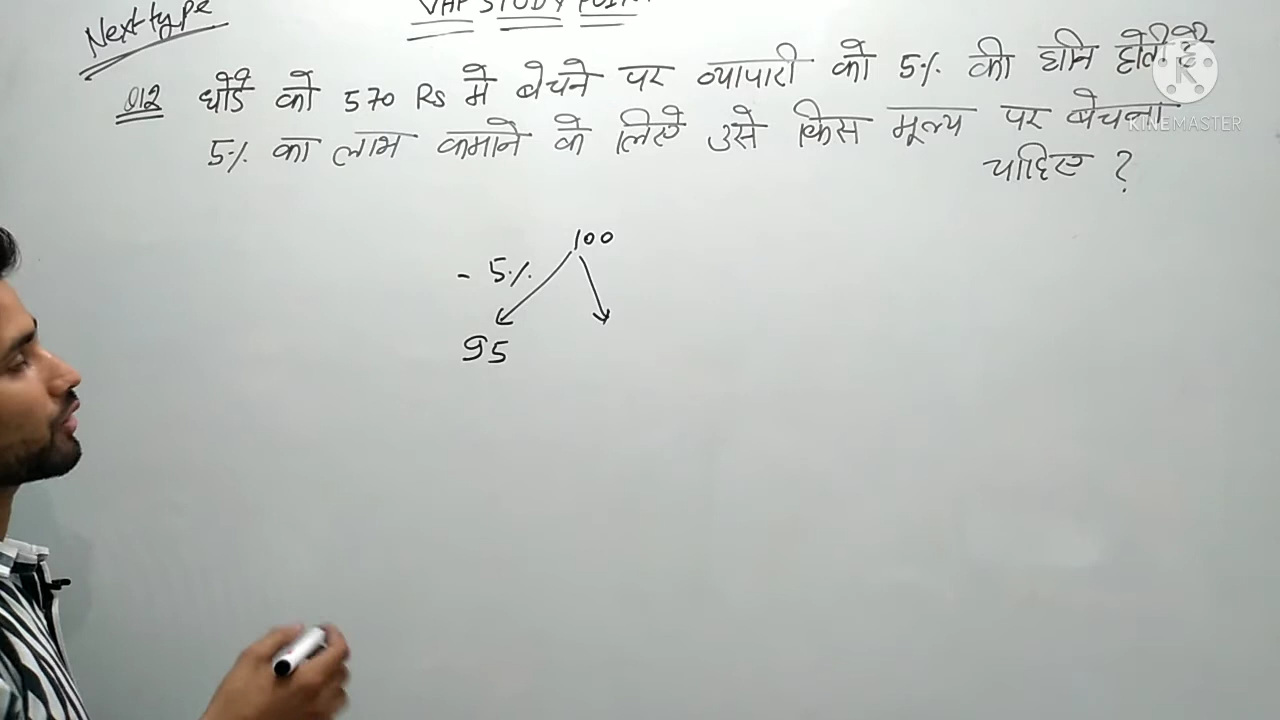 VAP STUDY POINT
Next type
Q12 घोड़े को 570 Rs मे बेचने पर व्यापारी को 5% की हानि होती है
5% का लाभ कमाने के लिए उसे किस मूल्य पर बेचना
चाहिए ?
100
- 5%
95
KINEMASTER